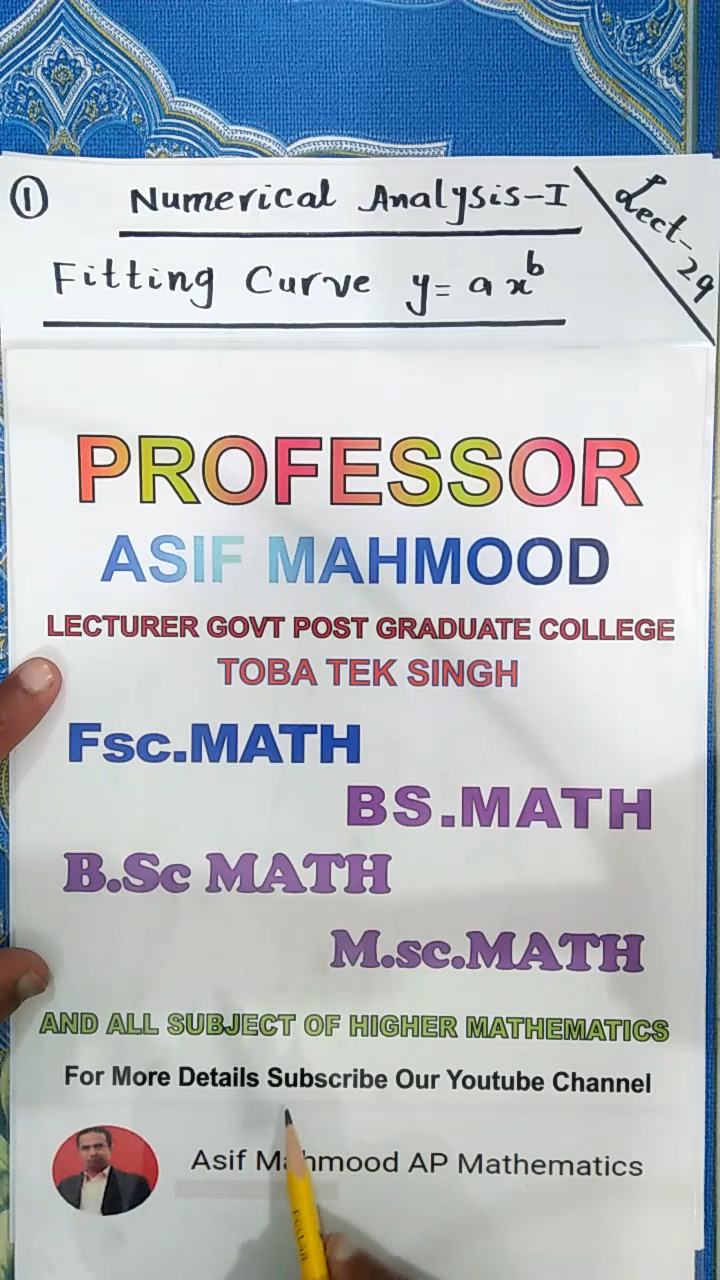 ① Numerical Analysis-I
Lect-29
Fitting Curve y = a x^b
PROFESSOR
ASIF MAHMOOD
LECTURER GOVT POST GRADUATE COLLEGE
TOBA TEK SINGH
Fsc.MATH
BS.MATH
B.Sc MATH
M.sc.MATH
AND ALL SUBJECT OF HIGHER MATHEMATICS
For More Details Subscribe Our Youtube Channel
Asif Mahmood AP Mathematics